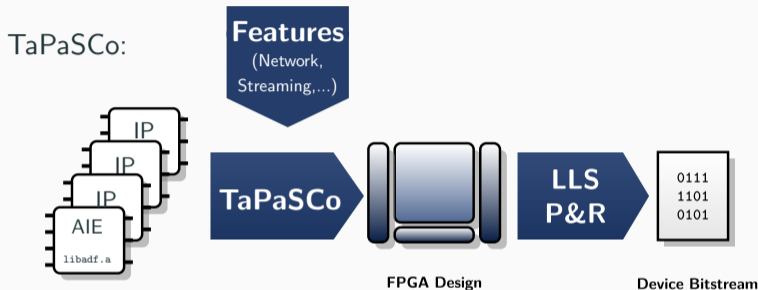 TaPaSCo:
Features
(Network,
Streaming,...)
IP
IP
IP
AIE
libadf.a
TaPaSCo
LLS
P&R
0111
1101
0101
FPGA Design
Device Bitstream